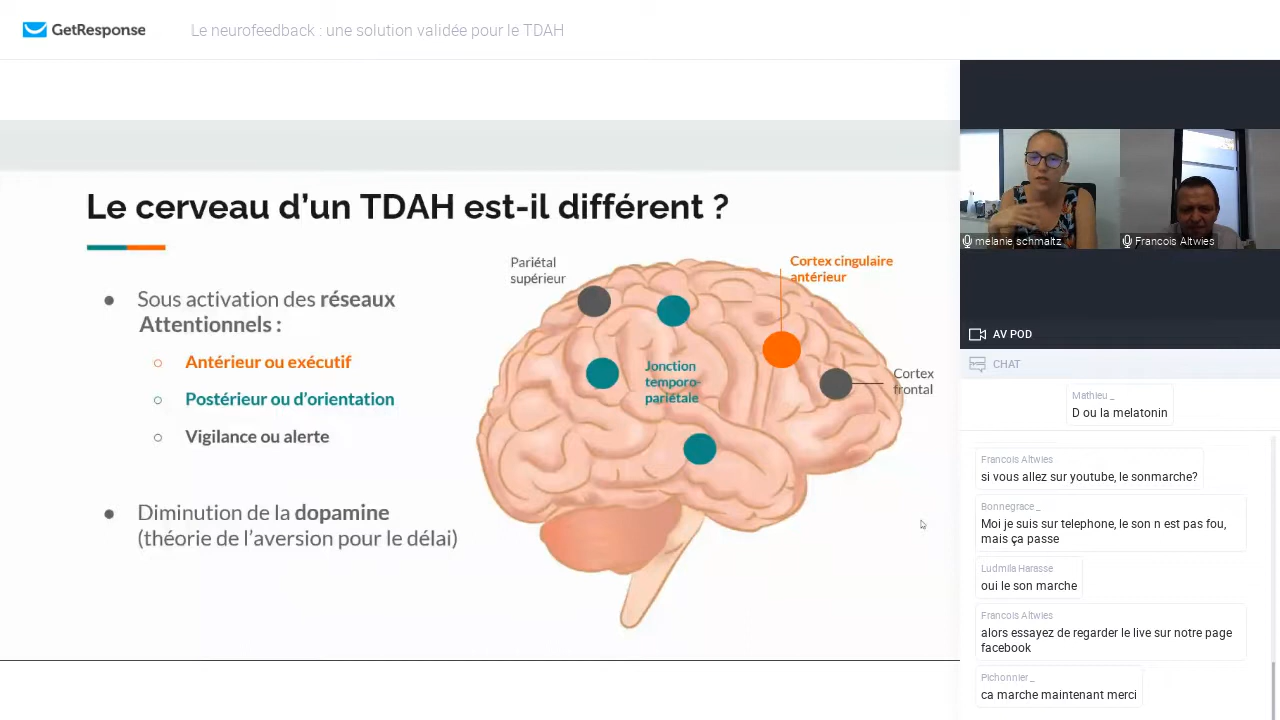 GetResponse
Le neurofeedback : une solution validée pour le TDAH
Le cerveau d'un TDAH est-il différent ?
● Sous activation des réseaux
Attentionnels :
○ Antérieur ou exécutif
○ Postérieur ou d'orientation
○ Vigilance ou alerte
● Diminution de la dopamine
(théorie de l'aversion pour le délai)
Pariétal
supérieur
Cortex cingulaire
antérieur
Jonction
temporo-
pariétale
Cortex
frontal
melanie schmaltz
Francois Altwies
AV POD
CHAT
Mathieu _
D ou la melatonin
Francois Altwies
si vous allez sur youtube, le sonmarche?
Bonnegrace _
Moi je suis sur telephone, le son n est pas fou,
mais ça passe
Ludmila Harasse
oui le son marche
Francois Altwies
alors essayez de regarder le live sur notre page
facebook
Pichonnier _
ca marche maintenant merci